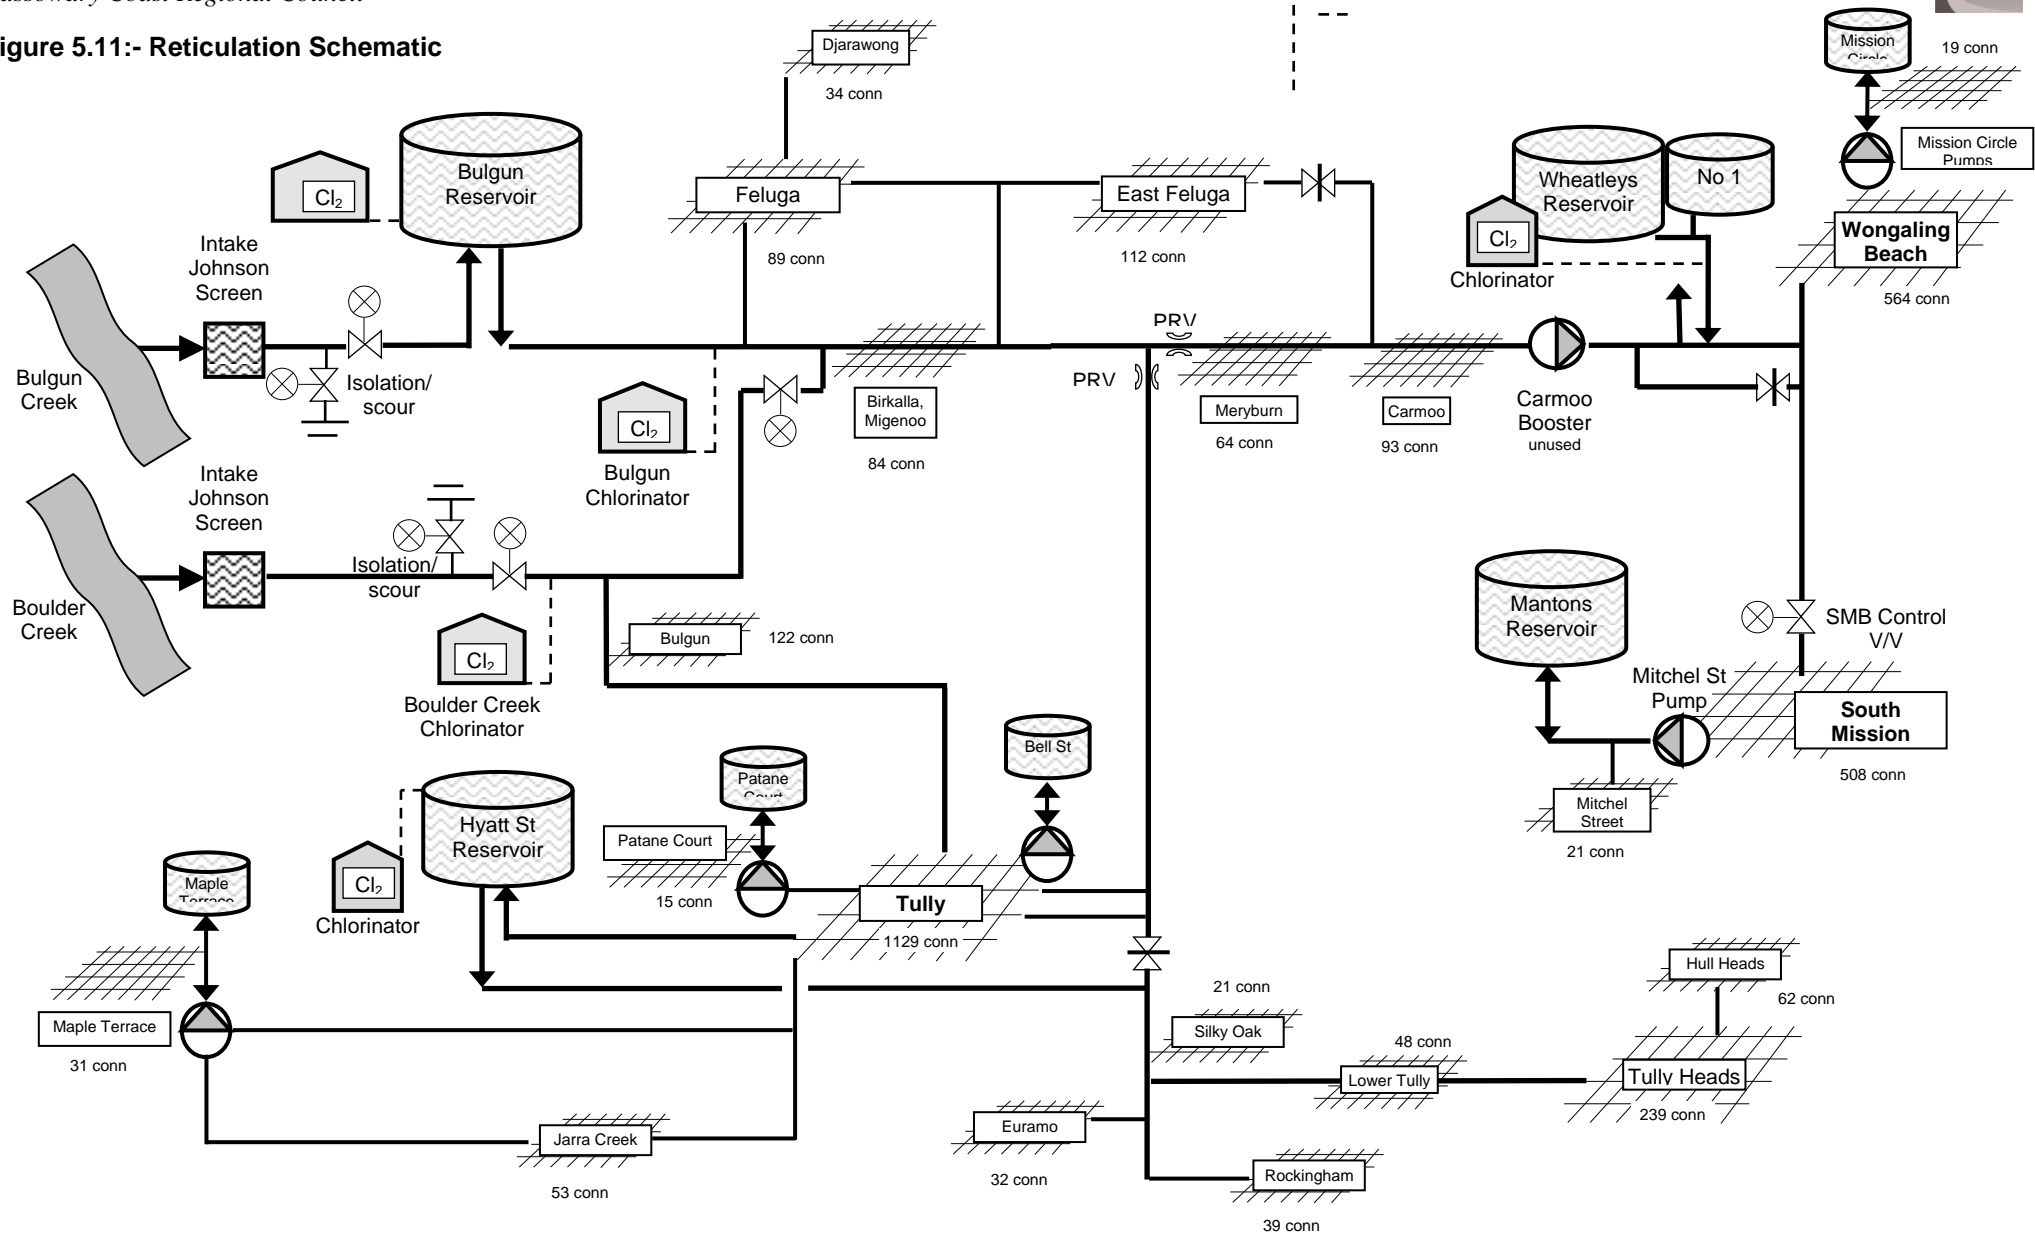 Regional Council
Figure 5.11:- Reticulation Schematic
Djarawong
34 conn
Mission
19 conn
Mission Circle
Pumps
Cl2
Bulgun
Reservoir
Feluga
89 conn
East Feluga
112 conn
Wheatleys
Reservoir
No 1
Cl2
Chlorinator
Wongaling
Beach
564 conn
Intake
Johnson
Screen
Bulgun
Creek
Isolation/
scour
Cl2
Bulgun
Chlorinator
Birkalla,
Migenoo
84 conn
PRV
PRV
Meryburn
64 conn
Carmoo
93 conn
Carmoo
Booster
unused
Intake
Johnson
Screen
Boulder
Creek
Isolation/
scour
Cl2
Boulder Creek
Chlorinator
Bulgun
122 conn
Mantons
Reservoir
SMB Control
V/V
Mitchel St
Pump
South
Mission
508 conn
Mitchel
Street
21 conn
Bell St
Patane
Court
Patane Court
15 conn
Hyatt St
Reservoir
Cl2
Chlorinator
Tully
1129 conn
Maple
Terrace
Maple Terrace
31 conn
Jarra Creek
53 conn
21 conn
Silky Oak
48 conn
Lower Tully
Hull Heads
62 conn
Tully Heads
239 conn
Euramo
32 conn
Rockingham
39 conn